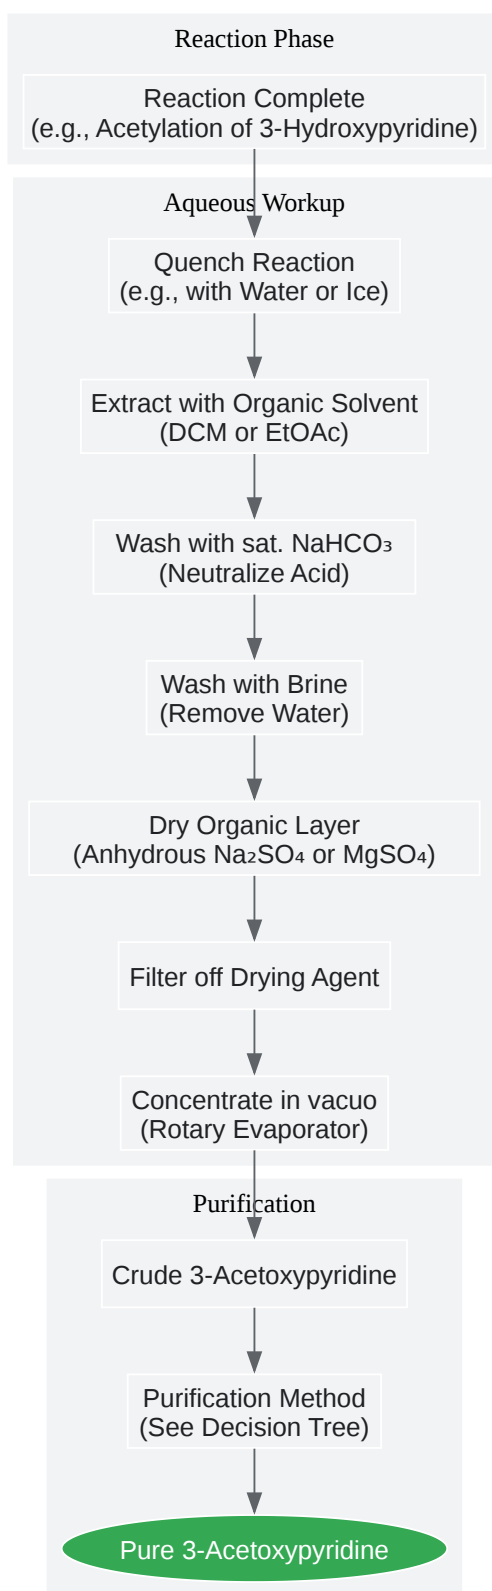 Reaction Phase
Reaction Complete
(e.g., Acetylation of 3-Hydroxypyridine)
Aqueous Workup
Quench Reaction
(e.g., with Water or Ice)
Extract with Organic Solvent
(DCM or EtOAc)
Wash with sat. NaHCO₃
(Neutralize Acid)
Wash with Brine
(Remove Water)
Dry Organic Layer
(Anhydrous Na₂SO₄ or MgSO₄)
Filter off Drying Agent
Concentrate in vacuo
(Rotary Evaporator)
Purification
Crude 3-Acetoxypyridine
Purification Method
(See Decision Tree)
Pure 3-Acetoxypyridine